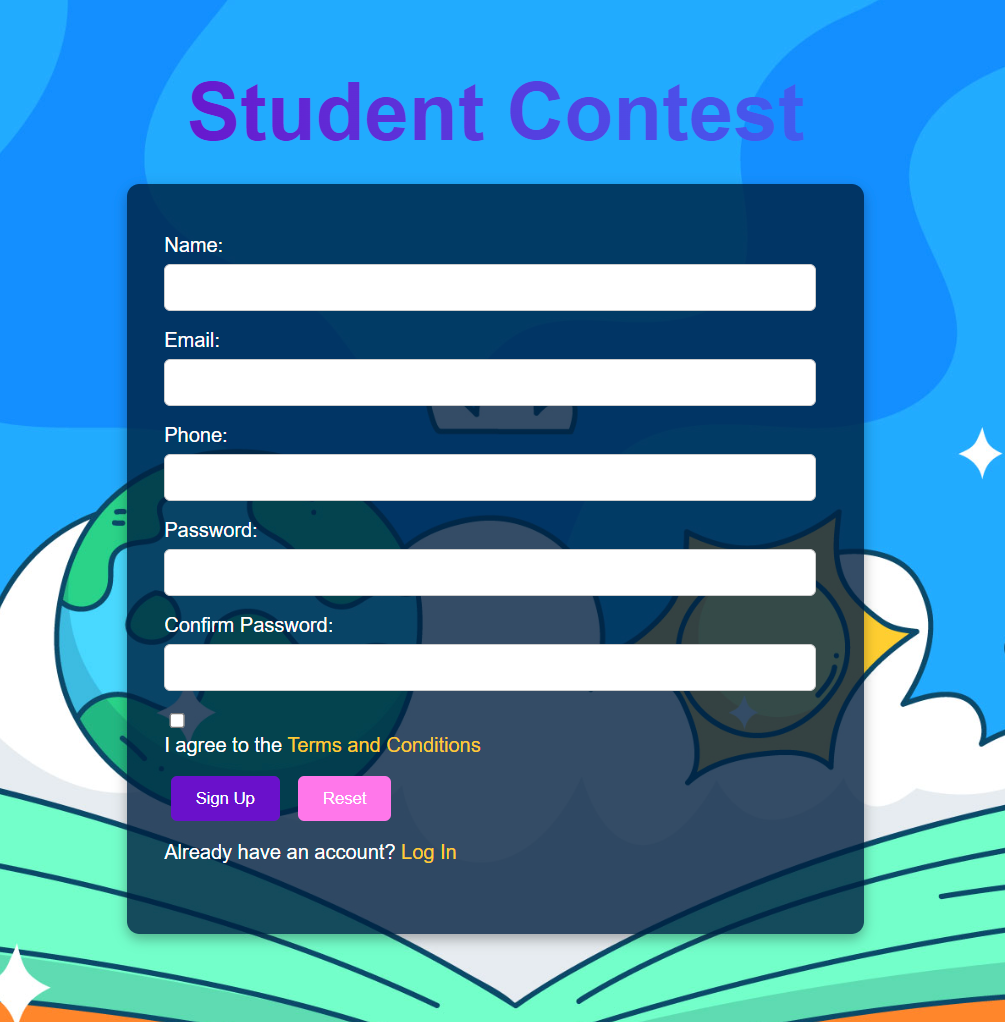 Student Contest
Name:
Email:
Phone:
Password:
Confirm Password:
I agree to the Terms and Conditions
Sign Up Reset
Already have an account? Log In